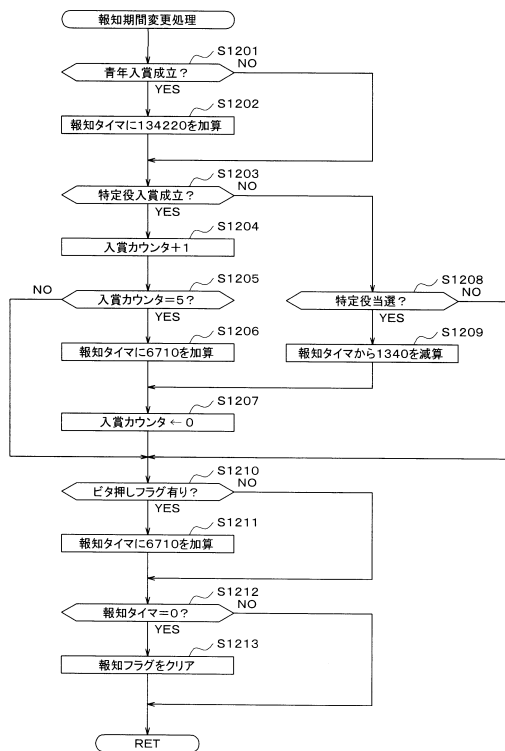 報知期間変更処理
S1201
青年入賞成立?
NO
YES
S1202
報知タイマに134220を加算
S1203
特定役入賞成立?
NO
YES
S1204
入賞カウンタ+1
S1205
NO
入賞カウンタ=5?
YES
S1206
報知タイマに6710を加算
S1208
特定役当選?
NO
YES
S1209
報知タイマから1340を減算
S1207
入賞カウンタ ← 0
S1210
ビタ押しフラグ有り?
NO
YES
S1211
報知タイマに6710を加算
S1212
報知タイマ=0?
NO
YES
S1213
報知フラグをクリア
RET